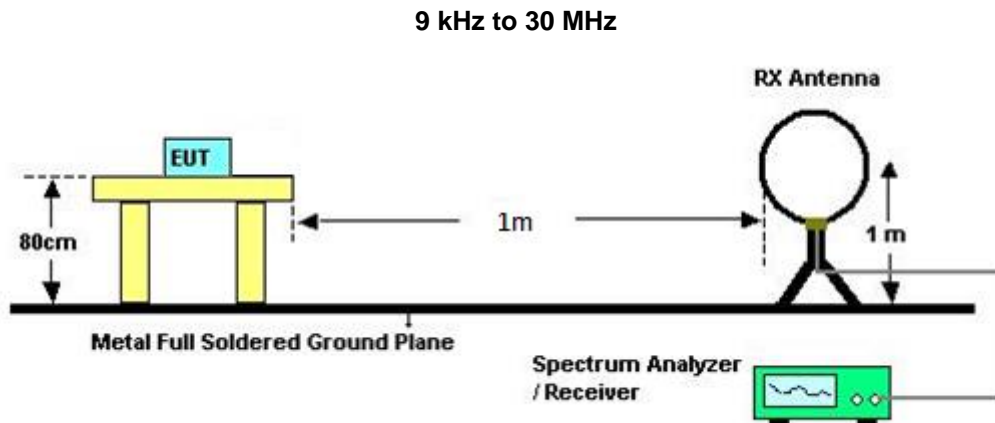 9 kHz to 30 MHz
RX Antenna
EUT
80cm
1m
1 m
Metal Full Soldered Ground Plane
Spectrum Analyzer
/ Receiver